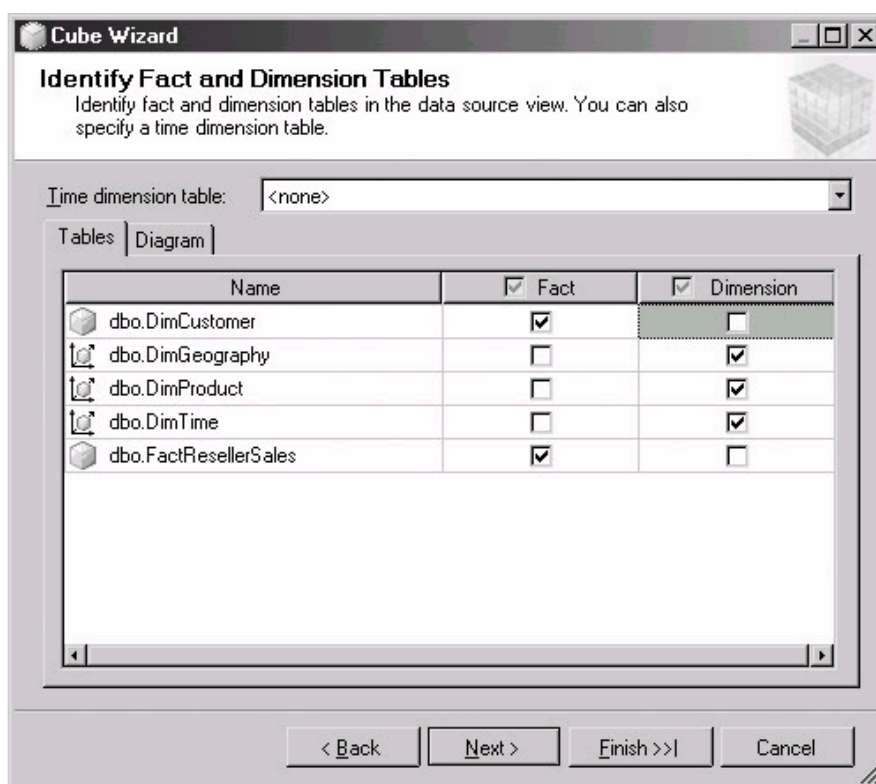 Cube Wizard
Identify Fact and Dimension Tables
Identify fact and dimension tables in the data source view. You can also
specify a time dimension table.
Time dimension table: <none>
Tables Diagram
Name Fact Dimension
dbo.DimCustomer
dbo.DimGeography
dbo.DimProduct
dbo.DimTime
dbo.FactResellerSales
< Back Next > Finish >>| Cancel